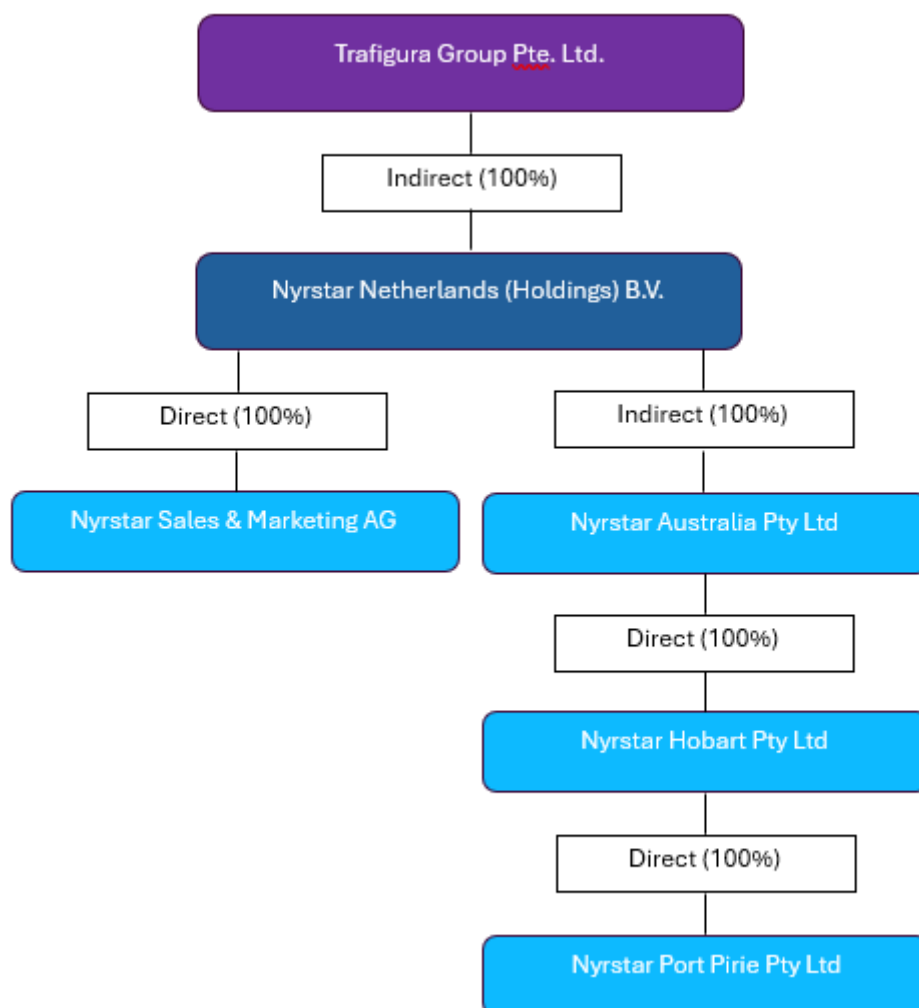 Trafigura Group Pte. Ltd.
Indirect (100%)
Nyrstar Netherlands (Holdings) B.V.
Direct (100%)
Indirect (100%)
Nyrstar Sales & Marketing AG
Nyrstar Australia Pty Ltd
Direct (100%)
Nyrstar Hobart Pty Ltd
Direct (100%)
Nyrstar Port Pirie Pty Ltd